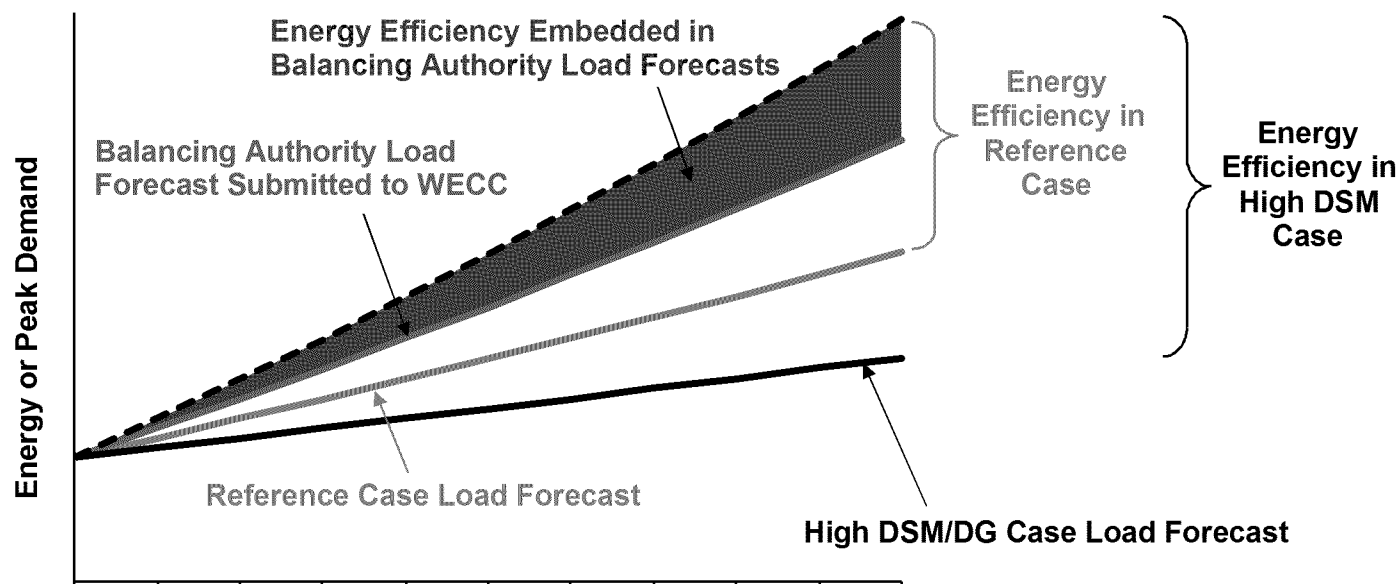 Energy Efficiency Embedded in
Balancing Authority Load Forecasts
Balancing Authority Load
Forecast Submitted to WECC
Energy
Efficiency in
Reference
Case
Energy
Efficiency in
High DSM
Case
Energy or Peak Demand
Reference Case Load Forecast
High DSM/DG Case Load Forecast